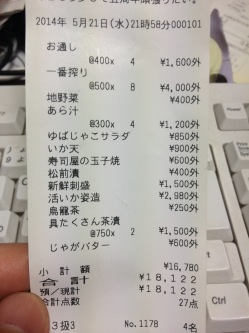 2014年 5月21日(水)21時58分000101
お通し
@400x 4 ¥1,600外
一番搾り
@500x 8 ¥4,000外
地野菜 ¥400外
あら汁
@300x 4 ¥1,200外
ゆばじゃこサラダ ¥850外
いか天 ¥900外
寿司屋の玉子焼 ¥600外
松前漬 ¥400外
新鮮刺盛 ¥1,500外
活いか姿造 ¥2,980外
烏龍茶 ¥250外
具たくさん茶漬
@750x 2 ¥1,500外
じゃがバター ¥600外
小計額 ¥16,780
合計 ¥18,122
預/現計 ¥18,122
合計点数 27点
3扱3 No.1178 4名